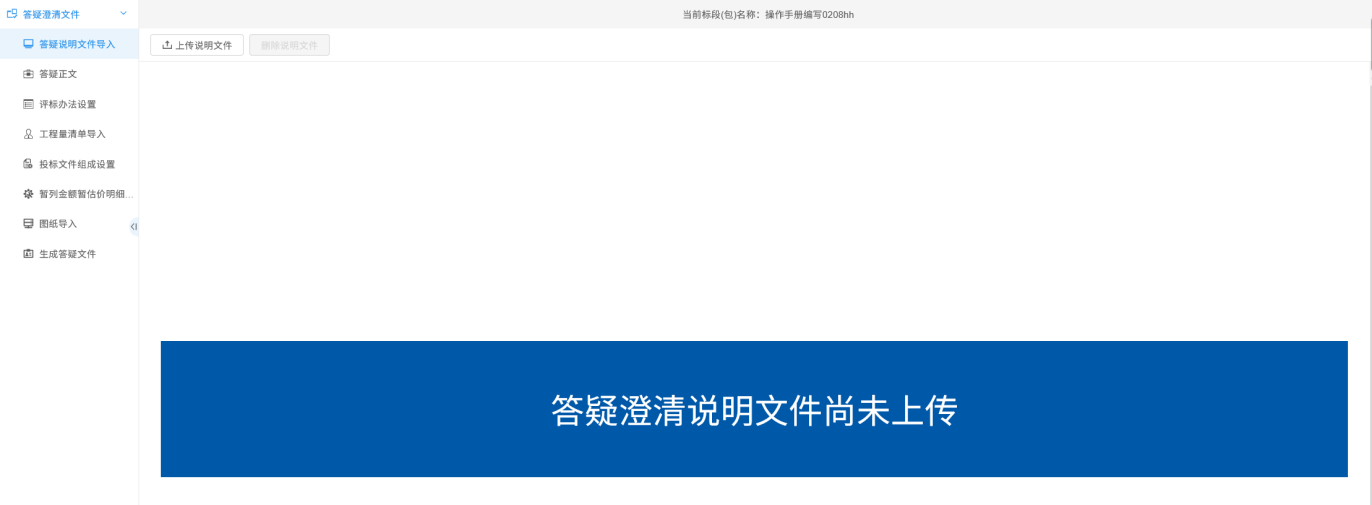 答疑澄清文件
当前标段(包)名称：操作手册编写0208hh
答疑说明文件导入
上传说明文件
删除说明文件
答疑正文
评标办法设置
工程量清单导入
投标文件组成设置
暂列金额暂估价明细...
图纸导入
生成答疑文件
答疑澄清说明文件尚未上传